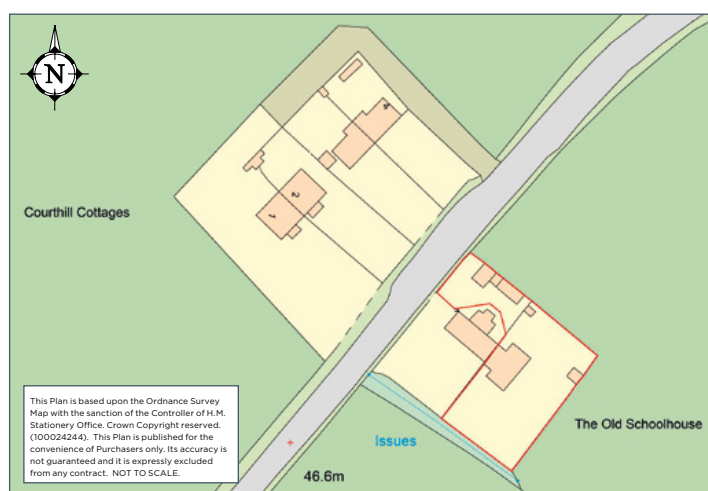 N
4
2
1
Courthill Cottages
The Old Schoolhouse
Issues
46.6m
This Plan is based upon the Ordnance Survey
Map with the sanction of the Controller of H.M.
Stationery Office. Crown Copyright reserved.
(100024244). This Plan is published for the
convenience of Purchasers only. Its accuracy is
not guaranteed and it is expressly excluded
from any contract. NOT TO SCALE.